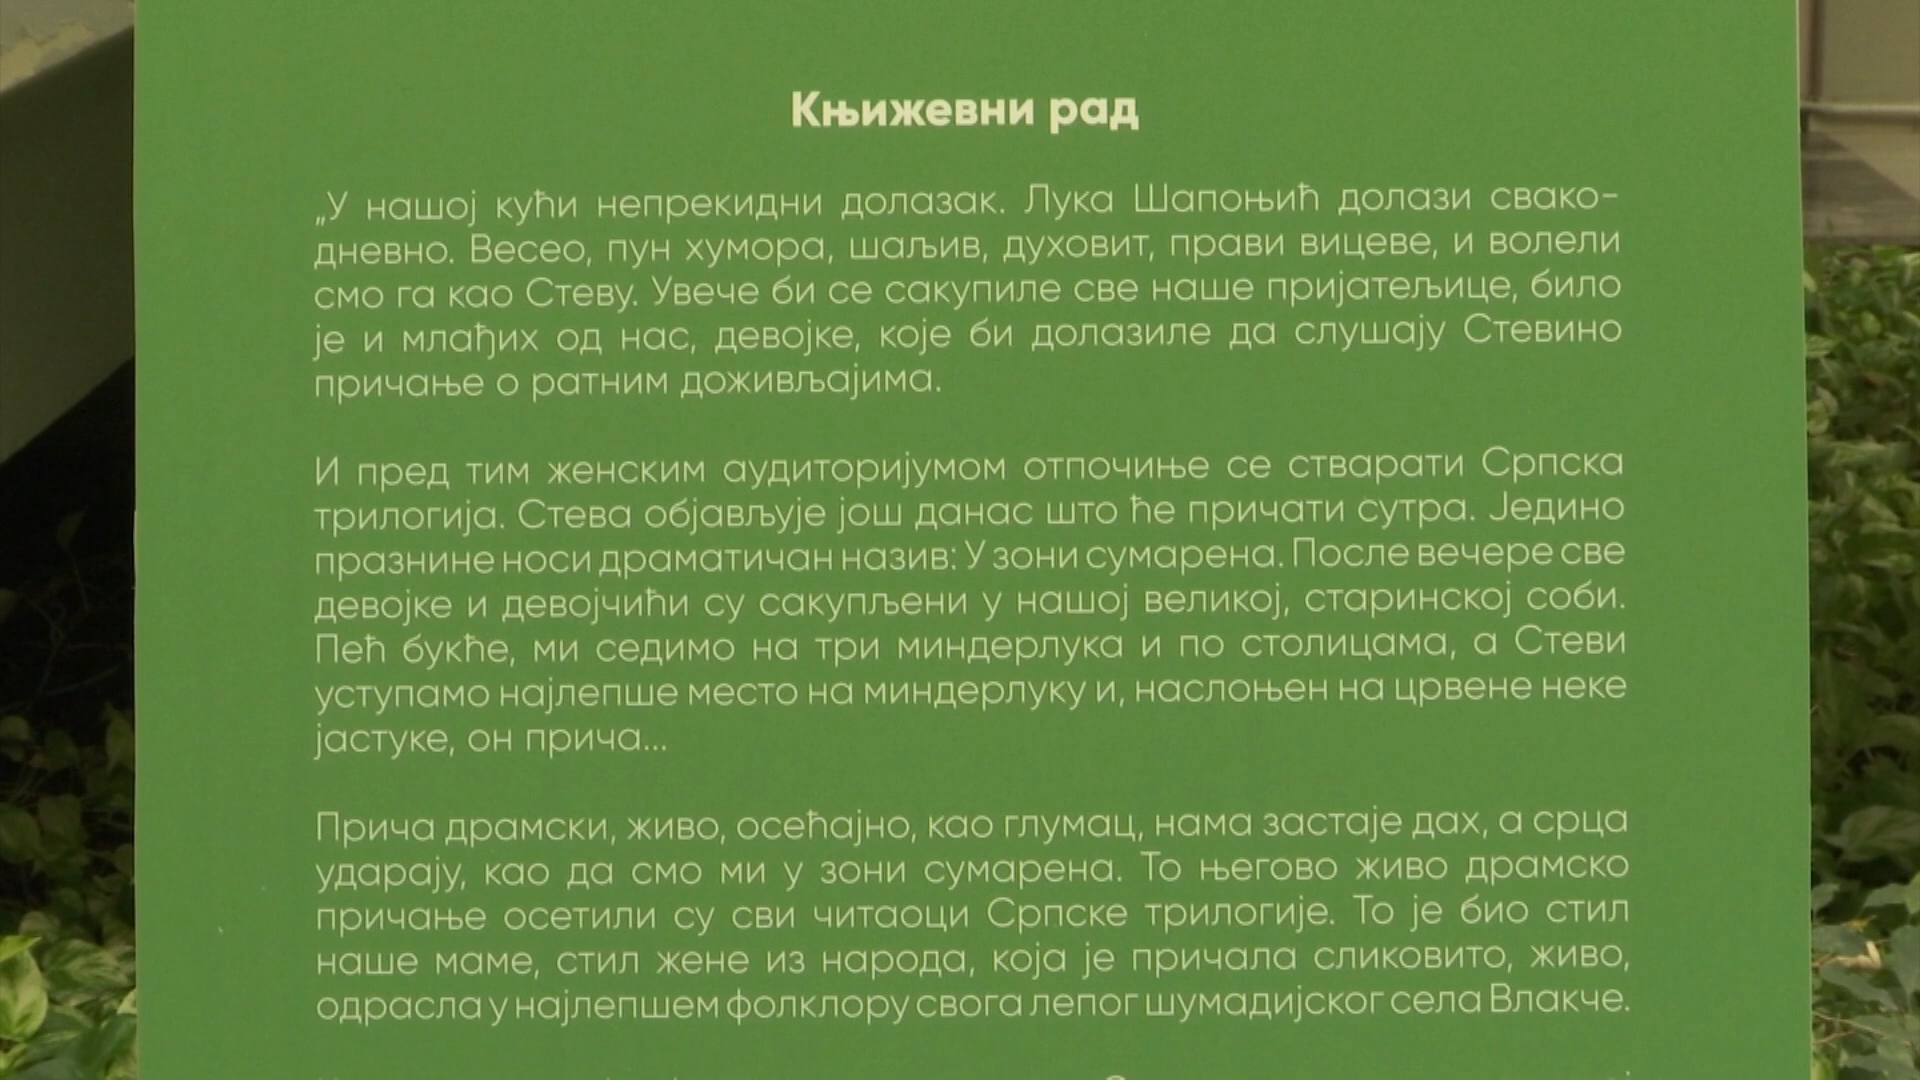 Књижевни рад
„У нашој кући непрекидни долазак. Лука Шапоњић долази свако-
дневно. Весео, пун хумора, шаљив, духовит, прави вицеве, и волели
смо га као Стеву. Увече би се сакупиле све наше пријатељице, било
је и млађих од нас, девојке, које би долазиле да слушају Стевино
причање о ратним доживљајима.
И пред тим женским аудиторијумом отпочиње се стварати Српска
трилогија. Стева објављује још данас што ће причати сутра. Једино
празнине носи драматичан назив: У зони сумарена. После вечере све
девојке и девојчићи су сакупљени у нашој великој, старинској соби.
Пећ букће, ми седимо на три миндерлука и по столицама, а Стеви
уступамо најлепше место на миндерлуку и, наслоњен на црвене неке
јастуке, он прича...
Прича драмски, живо, осећајно, као глумац, нама застаје дах, а срца
ударају, као да смо ми у зони сумарена. То његово живо драмско
причање осетили су сви читаоци Српске трилогије. То је био стил
наше маме, стил жене из народа, која је причала сликовито, живо,
одрасла у најлепшем фолклору свога лепог шумадијског села Влакче.